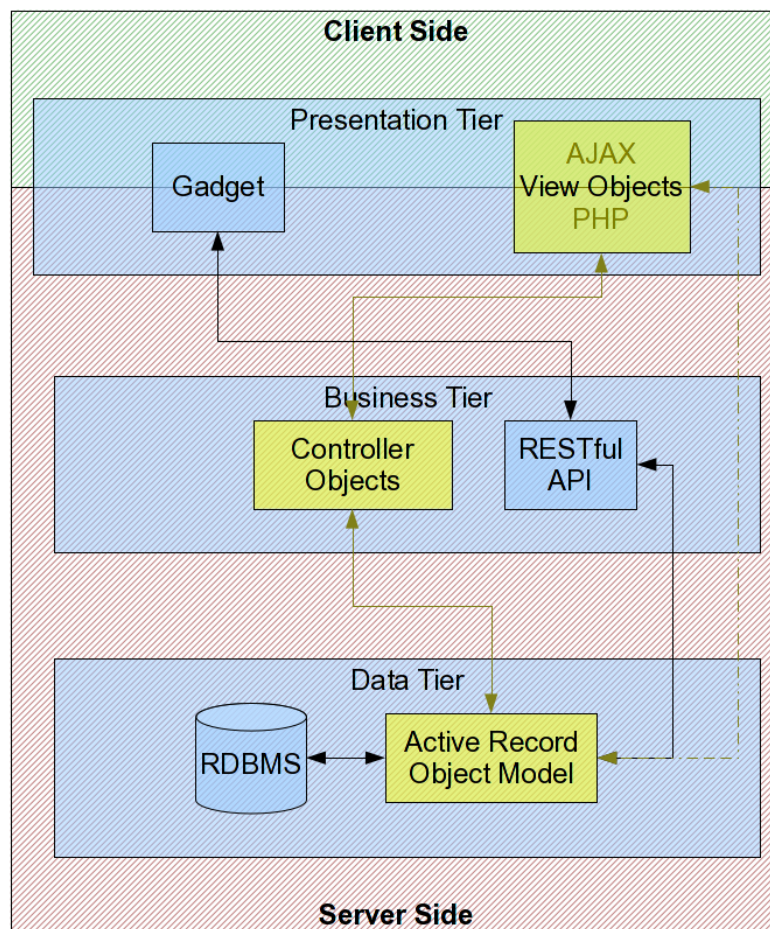 Client Side
Presentation Tier
Gadget
AJAX
View Objects
PHP
Business Tier
Controller
Objects
RESTful
API
Data Tier
RDBMS
Active Record
Object Model
Server Side